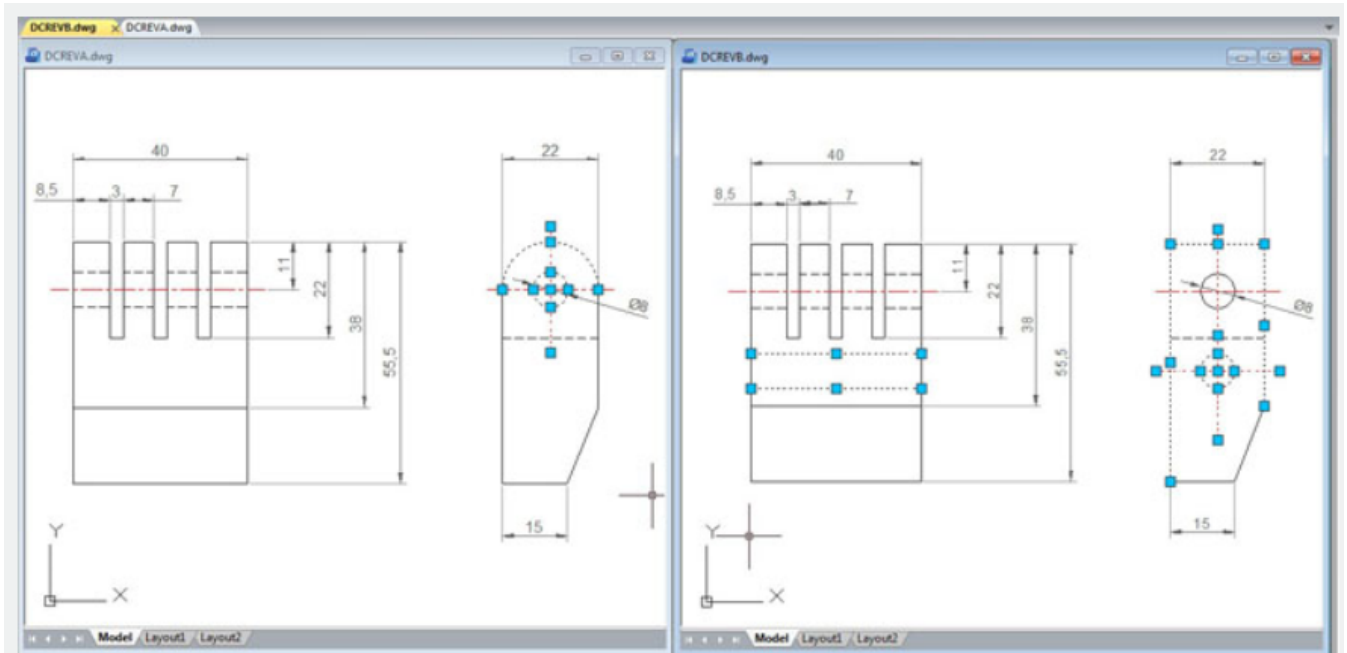 DCREVB.dwg DCREVA.dwg
DCREVA.dwg
40
22
8,5 3 7
11
22
Ø8
38
55,5
15
Y
X
Model Layout1 Layout2
DCREVB.dwg
40
22
8,5 3 7
11
22
Ø8
38
55,5
15
Y
X
Model Layout1 Layout2